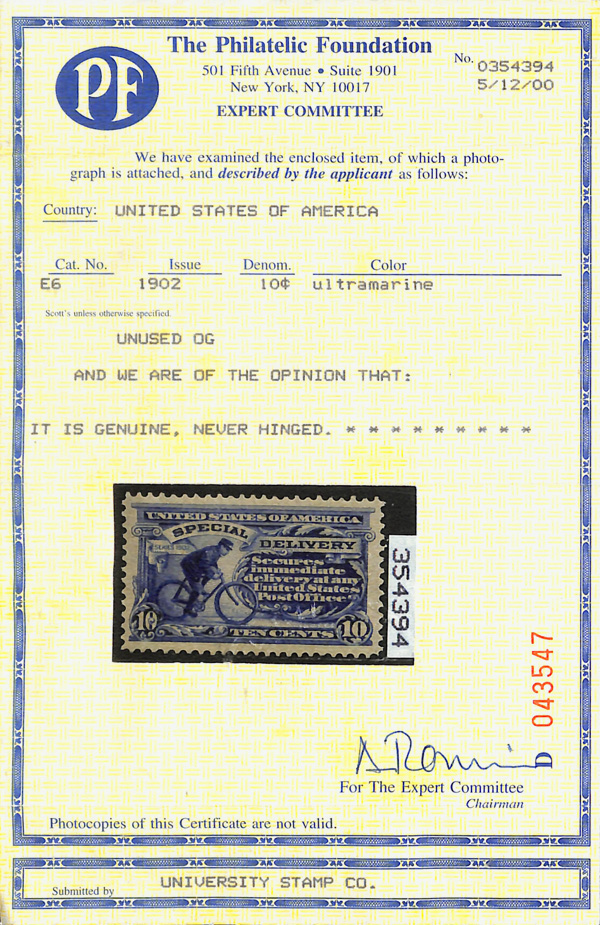 PF
The Philatelic Foundation
501 Fifth Avenue • Suite 1901
New York, NY 10017
EXPERT COMMITTEE
No. 0354394
5/12/00
We have examined the enclosed item, of which a photo-
graph is attached, and described by the applicant as follows:
Country: UNITED STATES OF AMERICA
Cat. No. Issue Denom. Color
E6 1902 10¢ ultramarine
Scott's unless otherwise specified
UNUSED OG
AND WE ARE OF THE OPINION THAT:
IT IS GENUINE, NEVER HINGED. * * * * * * * * *
UNITED STATES OF AMERICA
SPECIAL
DELIVERY
Secures
immediate
delivery at any
United States
Post Office
10 TEN CENTS 10
354394
043547
D
For The Expert Committee
Chairman
Photocopies of this Certificate are not valid.
Submitted by UNIVERSITY STAMP CO.